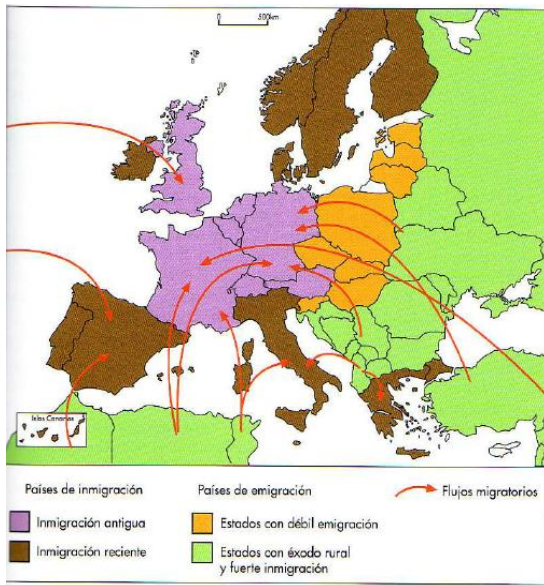 0 500km
Islas Canarias
Países de inmigración
Inmigración antigua
Inmigración reciente
Países de emigración
Estados con débil emigración
Estados con éxodo rural
y fuerte inmigración
Flujos migratorios